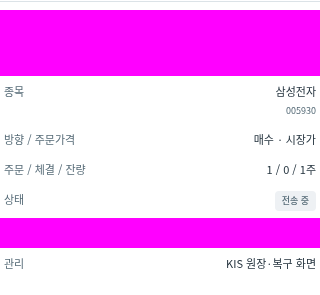 종목 삼성전자
005930
방향 / 주문가격 매수 · 시장가
주문 / 체결 / 잔량 1 / 0 / 1주
상태 전송 중
관리 KIS 원장·복구 화면